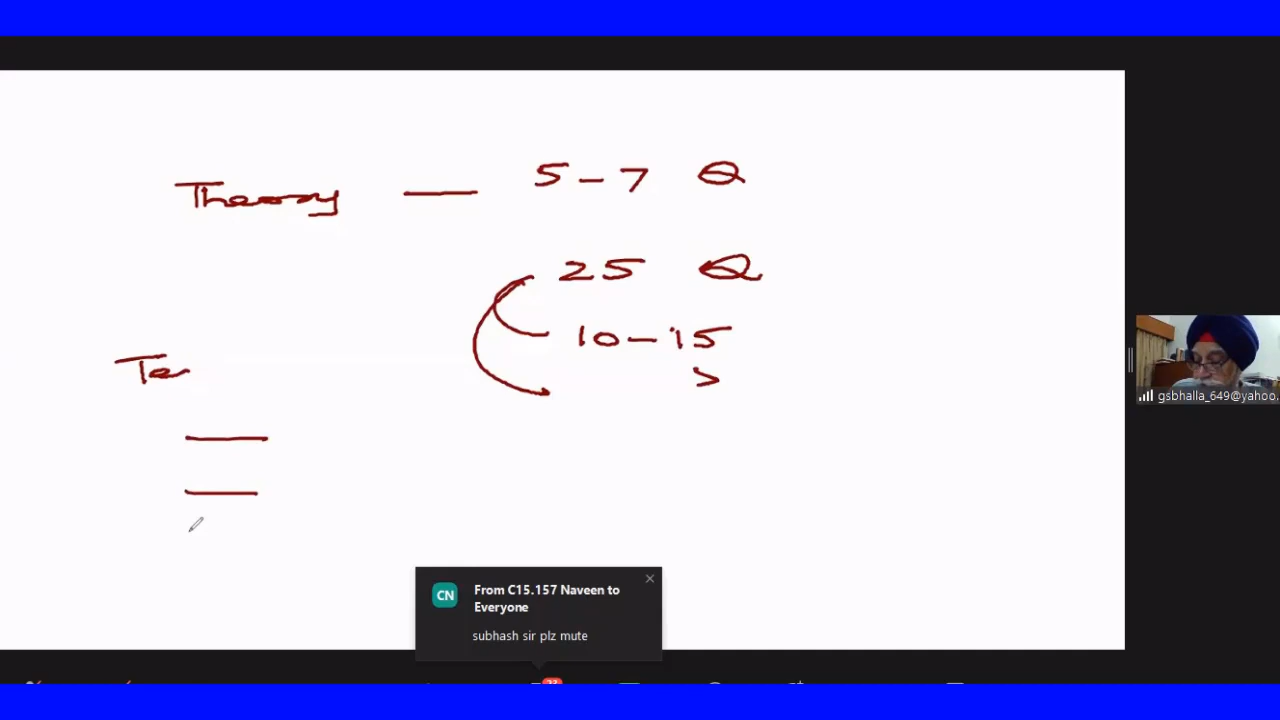 Theory — 5-7 Q
25 Q
10-15
>
Te
From C15.157 Naveen to
Everyone
CN
subhash sir plz mute
gsbhalla_649@yahoo.
23